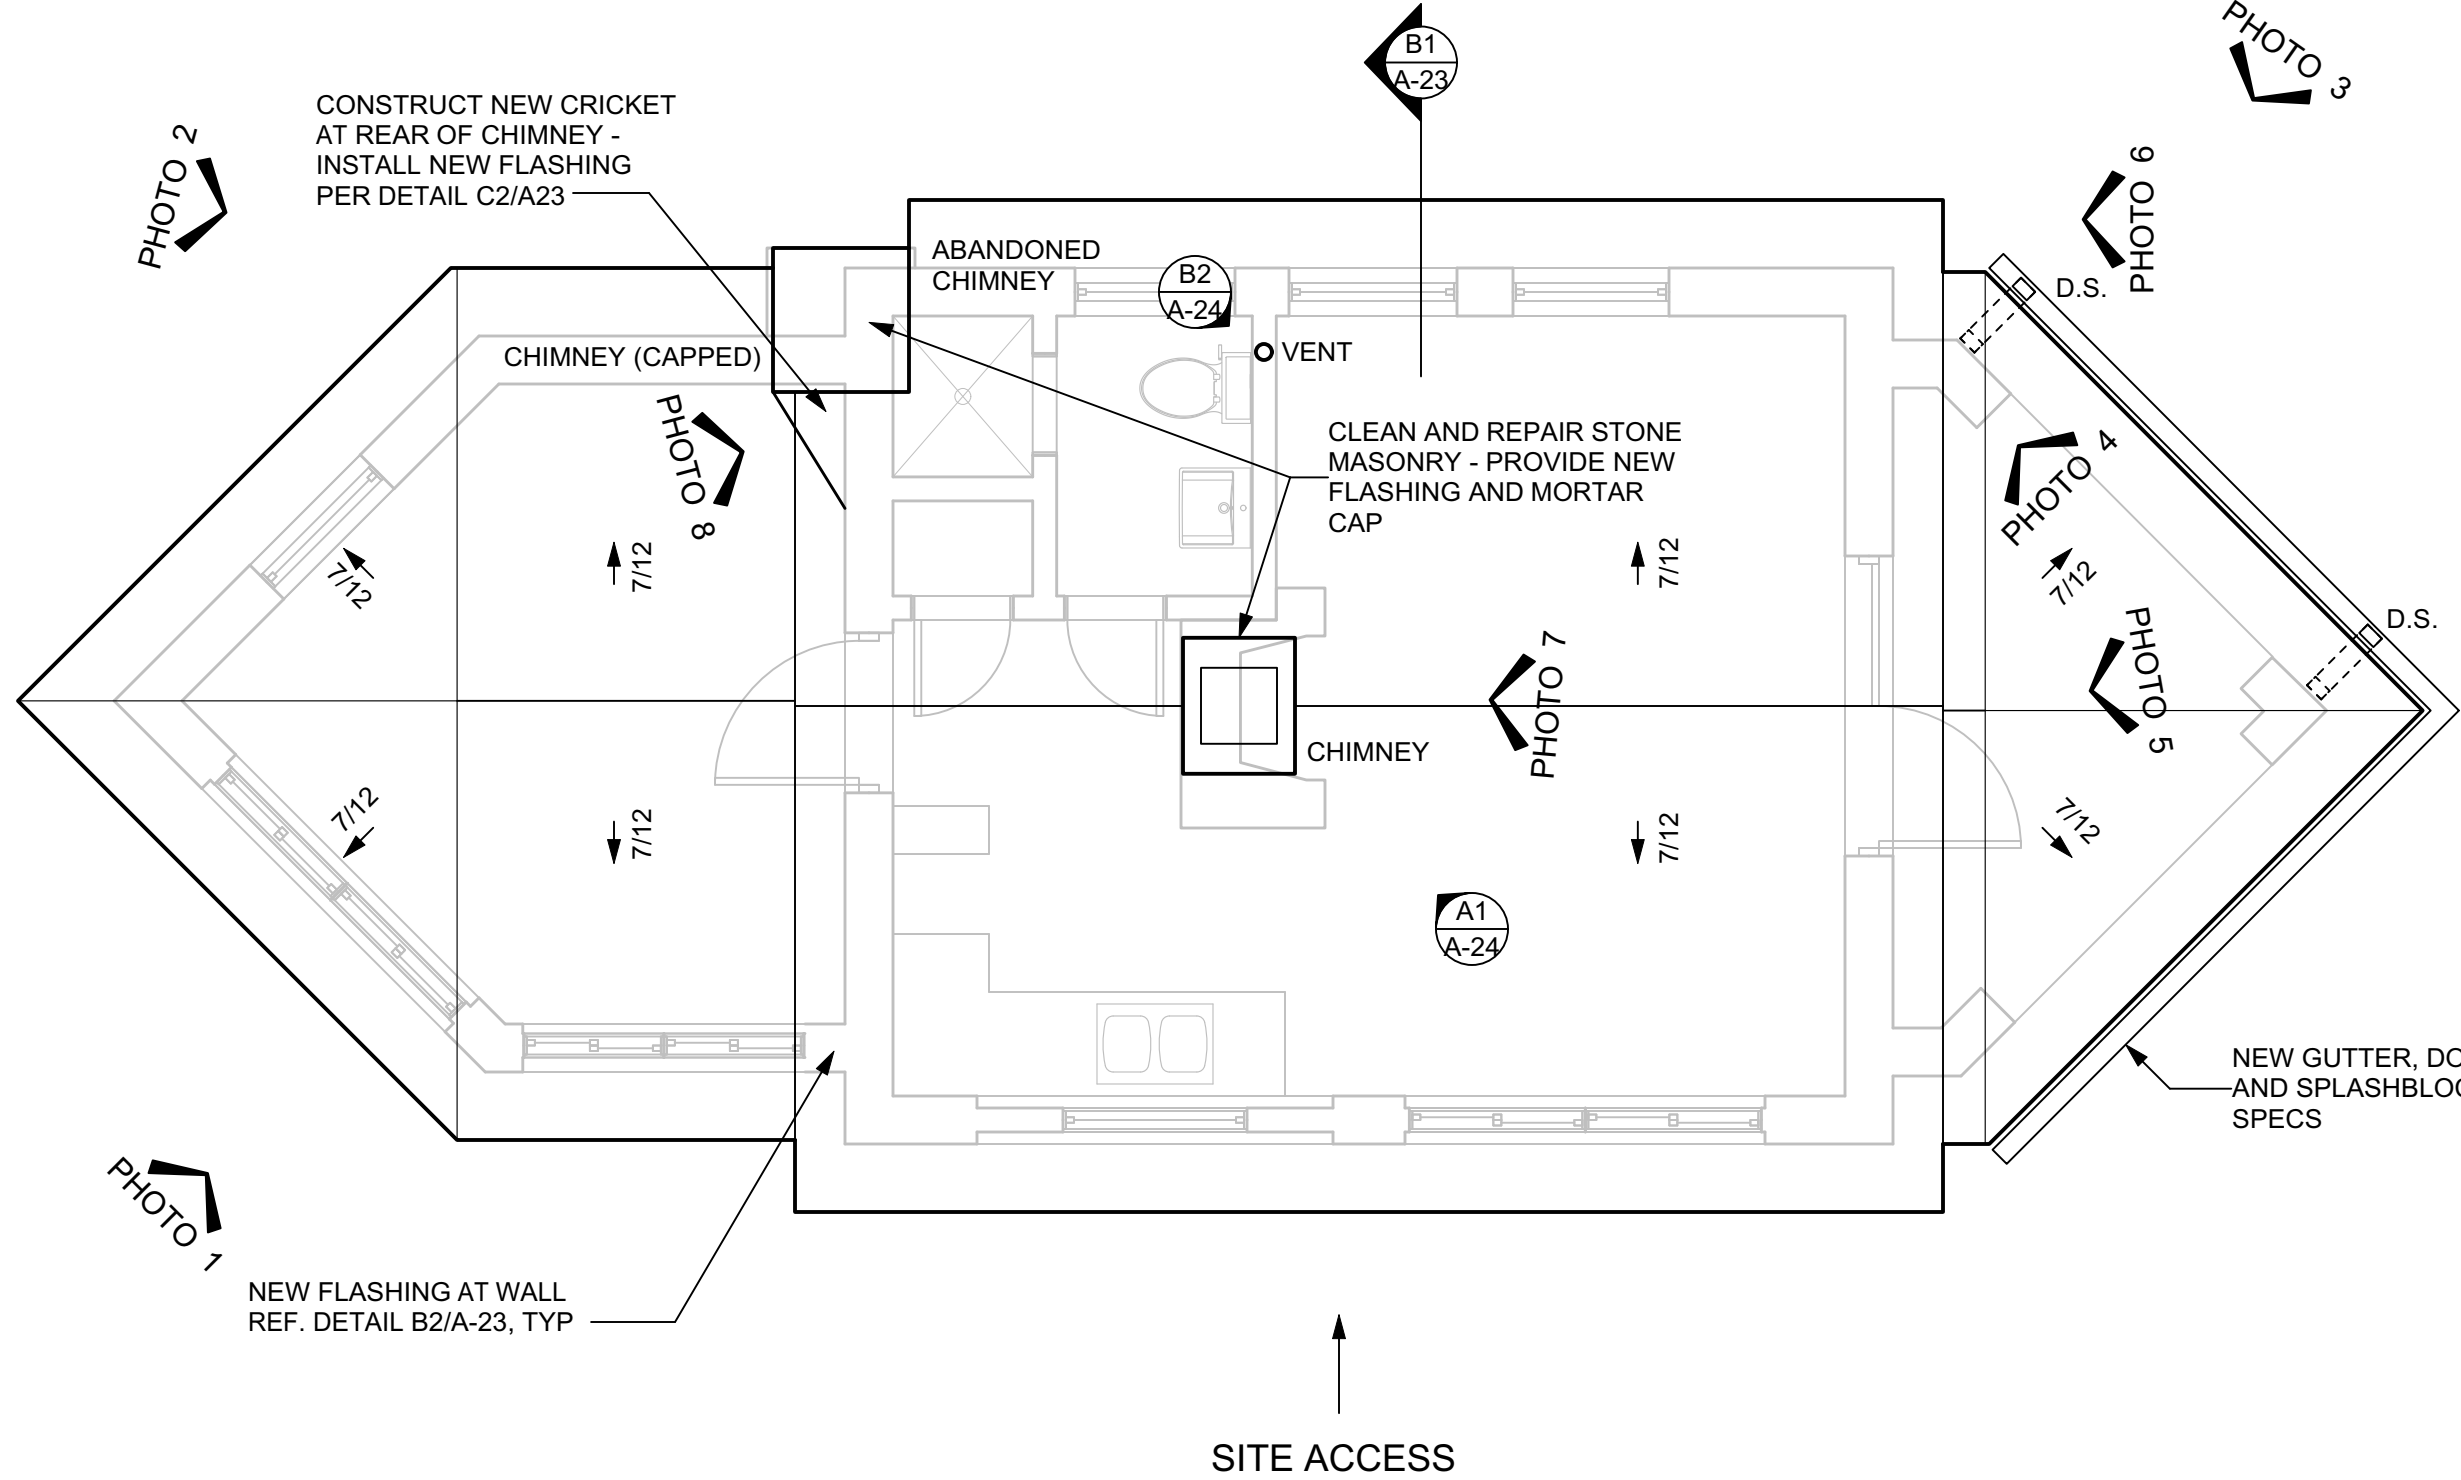 B1
A-23
PHOTO 3
CONSTRUCT NEW CRICKET
AT REAR OF CHIMNEY -
INSTALL NEW FLASHING
PER DETAIL C2/A23
PHOTO 2
PHOTO 6
ABANDONED
CHIMNEY
B2
A-24
D.S.
CHIMNEY (CAPPED)
VENT
PHOTO 8
CLEAN AND REPAIR STONE
MASONRY - PROVIDE NEW
FLASHING AND MORTAR
CAP
PHOTO 4
7/12
7/12
7/12
7/12
D.S.
PHOTO 7
PHOTO 5
CHIMNEY
7/12
7/12
7/12
7/12
A1
A-24
NEW GUTTER,
AND
SPECS
PHOTO 1
NEW FLASHING AT WALL
REF. DETAIL B2/A-23, TYP
SITE ACCESS